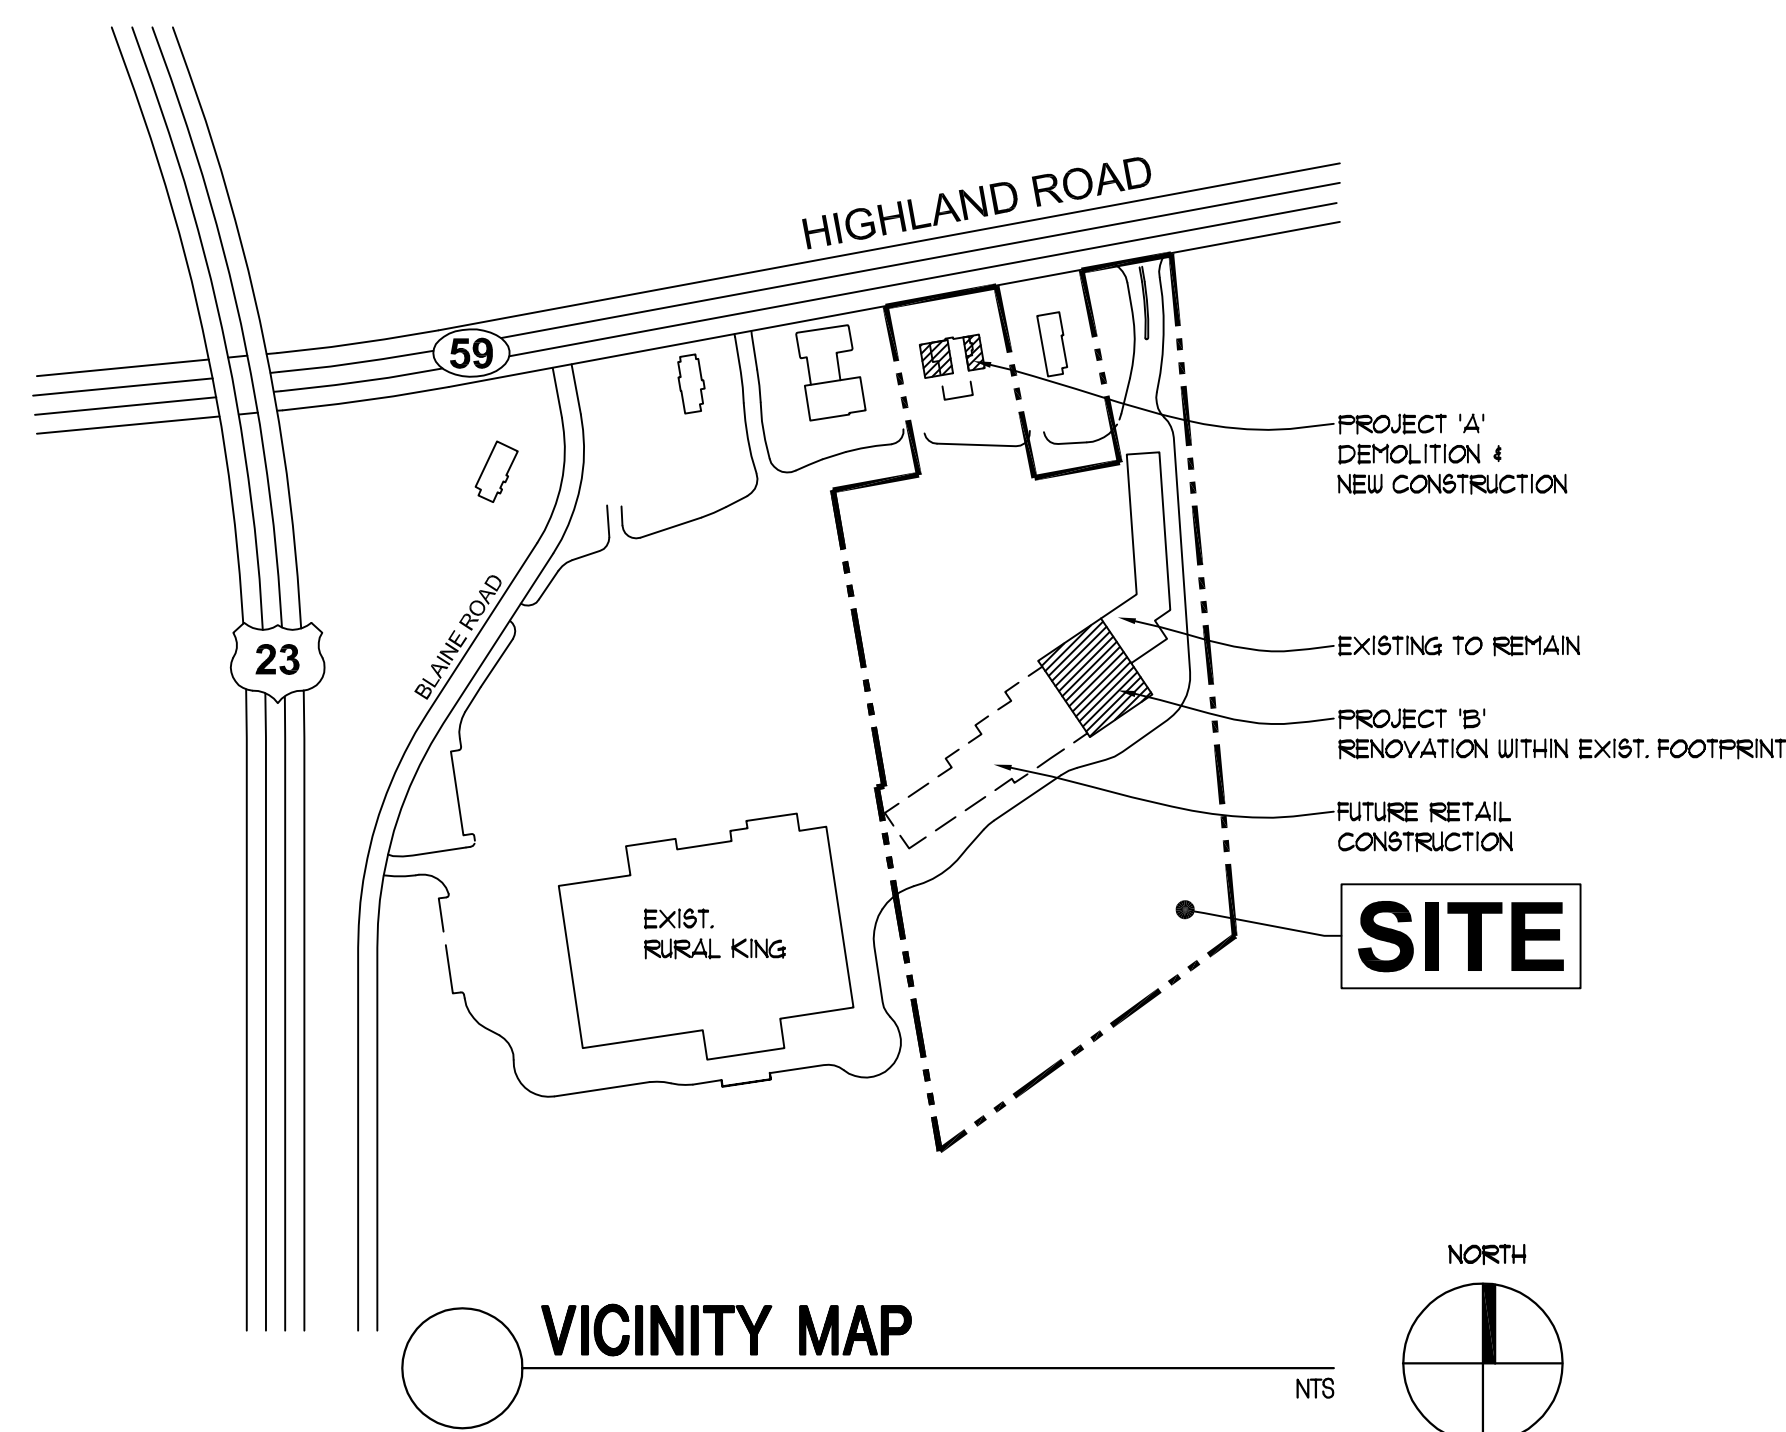 HIGHLAND ROAD
59
PROJECT 'A'
DEMOLITION &
NEW CONSTRUCTION
BLAINE ROAD
23
EXISTING TO REMAIN
PROJECT 'B'
RENOVATION WITHIN EXIST. FOOTPRINT
FUTURE RETAIL
CONSTRUCTION
EXIST.
RURAL KING
SITE
NORTH
VICINITY MAP
NTS